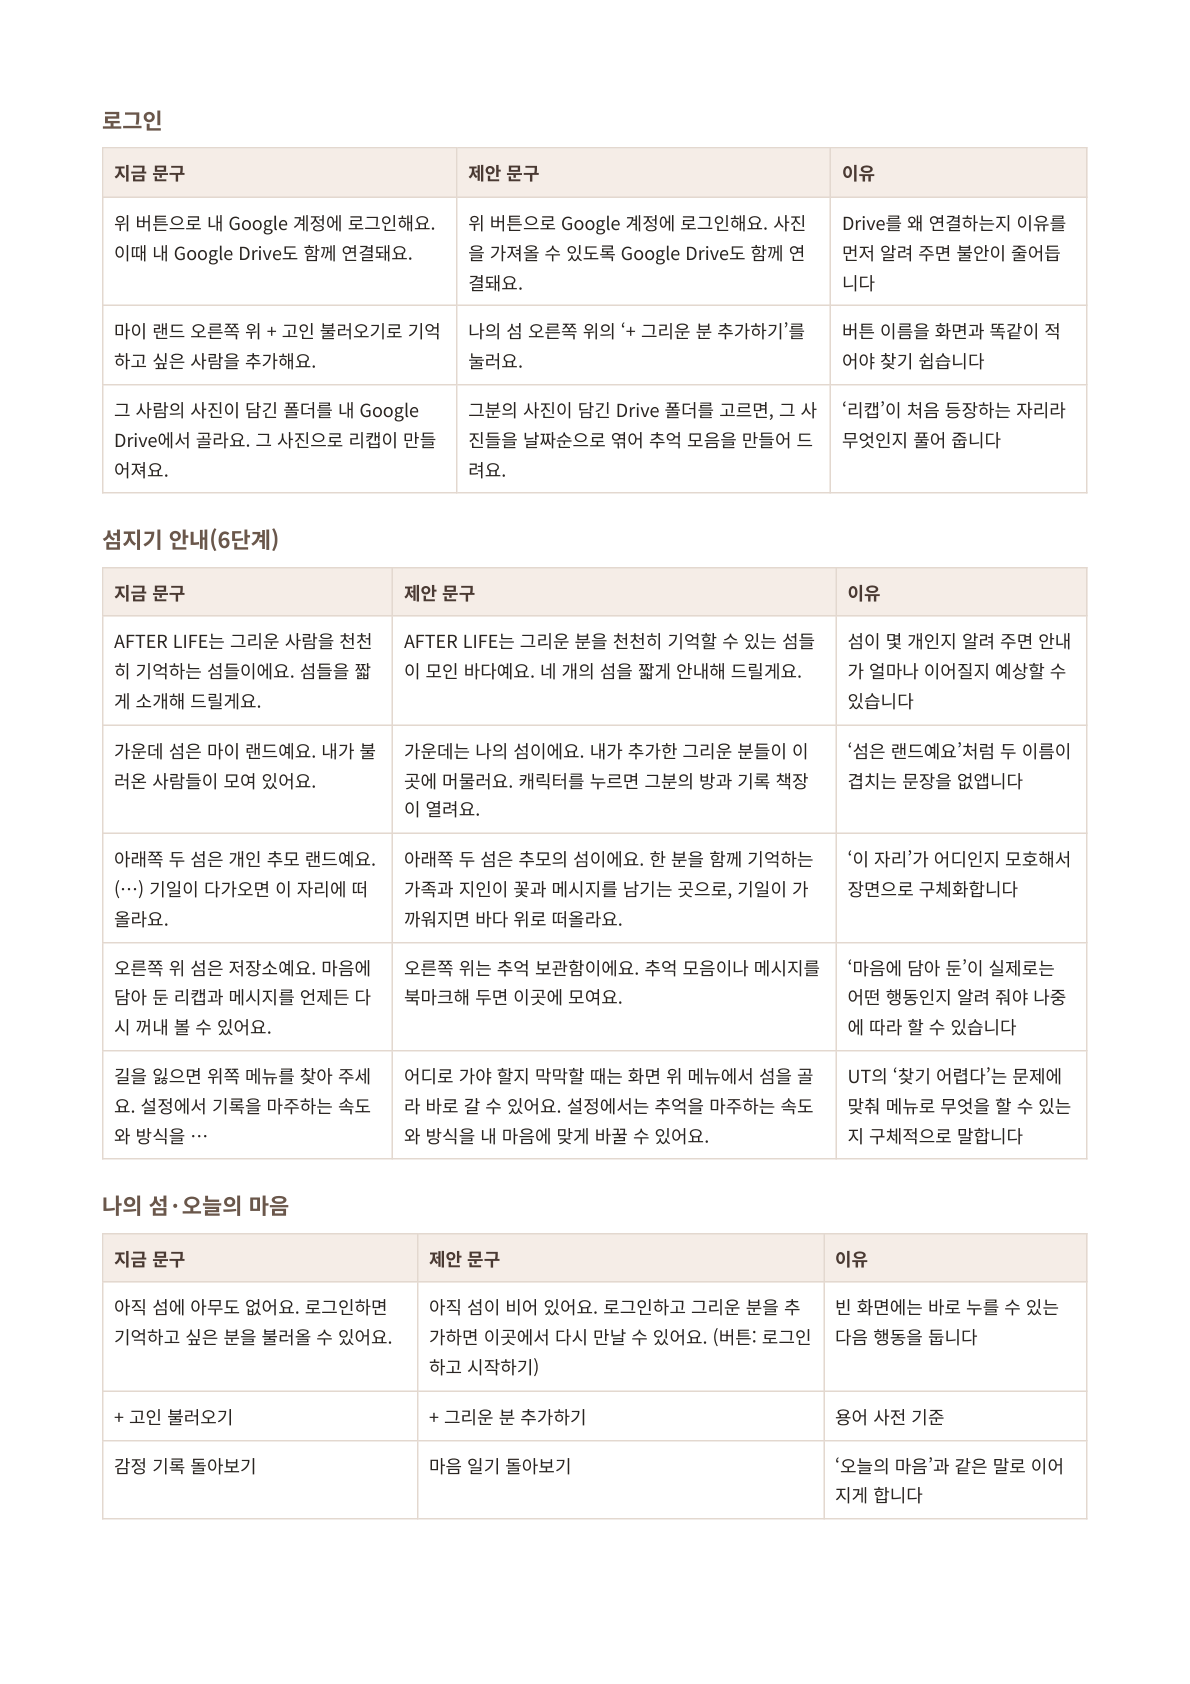 로그인
지금 문구
제안 문구
이유
위 버튼으로 내 Google 계정에 로그인해요.
이때 내 Google Drive도 함께 연결돼요.
위 버튼으로 Google 계정에 로그인해요. 사진
을 가져올 수 있도록 Google Drive도 함께 연
결돼요.
Drive를 왜 연결하는지 이유를
먼저 알려 주면 불안이 줄어듭
니다
마이 랜드 오른쪽 위 + 고인 불러오기로 기억
하고 싶은 사람을 추가해요.
나의 섬 오른쪽 위의 ‘+ 그리운 분 추가하기’를
눌러요.
버튼 이름을 화면과 똑같이 적
어야 찾기 쉽습니다
그 사람의 사진이 담긴 폴더를 내 Google
Drive에서 골라요. 그 사진으로 리캡이 만들
어져요.
그분의 사진이 담긴 Drive 폴더를 고르면, 그 사
진들을 날짜순으로 엮어 추억 모음을 만들어 드
려요.
‘리캡’이 처음 등장하는 자리라
무엇인지 풀어 줍니다
섬지기 안내(6단계)
지금 문구
제안 문구
이유
AFTER LIFE는 그리운 사람을 천천
히 기억하는 섬들이에요. 섬들을 짧
게 소개해 드릴게요.
AFTER LIFE는 그리운 분을 천천히 기억할 수 있는 섬들
이 모인 바다예요. 네 개의 섬을 짧게 안내해 드릴게요.
섬이 몇 개인지 알려 주면 안내
가 얼마나 이어질지 예상할 수
있습니다
가운데 섬은 마이 랜드예요. 내가 불
러온 사람들이 모여 있어요.
가운데는 나의 섬이에요. 내가 추가한 그리운 분들이 이
곳에 머물러요. 캐릭터를 누르면 그분의 방과 기록 책장
이 열려요.
‘섬은 랜드예요’처럼 두 이름이
겹치는 문장을 없앱니다
아래쪽 두 섬은 개인 추모 랜드예요.
(⋯) 기일이 다가오면 이 자리에 떠
올라요.
아래쪽 두 섬은 추모의 섬이에요. 한 분을 함께 기억하는
가족과 지인이 꽃과 메시지를 남기는 곳으로, 기일이 가
까워지면 바다 위로 떠올라요.
‘이 자리’가 어디인지 모호해서
장면으로 구체화합니다
오른쪽 위 섬은 저장소예요. 마음에
담아 둔 리캡과 메시지를 언제든 다
시 꺼내 볼 수 있어요.
오른쪽 위는 추억 보관함이에요. 추억 모음이나 메시지를
북마크해 두면 이곳에 모여요.
‘마음에 담아 둔’이 실제로는
어떤 행동인지 알려 줘야 나중
에 따라 할 수 있습니다
길을 잃으면 위쪽 메뉴를 찾아 주세
요. 설정에서 기록을 마주하는 속도
와 방식을 ⋯
어디로 가야 할지 막막할 때는 화면 위 메뉴에서 섬을 골
라 바로 갈 수 있어요. 설정에서는 추억을 마주하는 속도
와 방식을 내 마음에 맞게 바꿀 수 있어요.
UT의 ‘찾기 어렵다’는 문제에
맞춰 메뉴로 무엇을 할 수 있는
지 구체적으로 말합니다
나의 섬·오늘의 마음
지금 문구
제안 문구
이유
아직 섬에 아무도 없어요. 로그인하면
기억하고 싶은 분을 불러올 수 있어요.
아직 섬이 비어 있어요. 로그인하고 그리운 분을 추
가하면 이곳에서 다시 만날 수 있어요. (버튼: 로그인
하고 시작하기)
빈 화면에는 바로 누를 수 있는
다음 행동을 둡니다
+ 고인 불러오기
+ 그리운 분 추가하기
용어 사전 기준
감정 기록 돌아보기
마음 일기 돌아보기
‘오늘의 마음’과 같은 말로 이어
지게 합니다